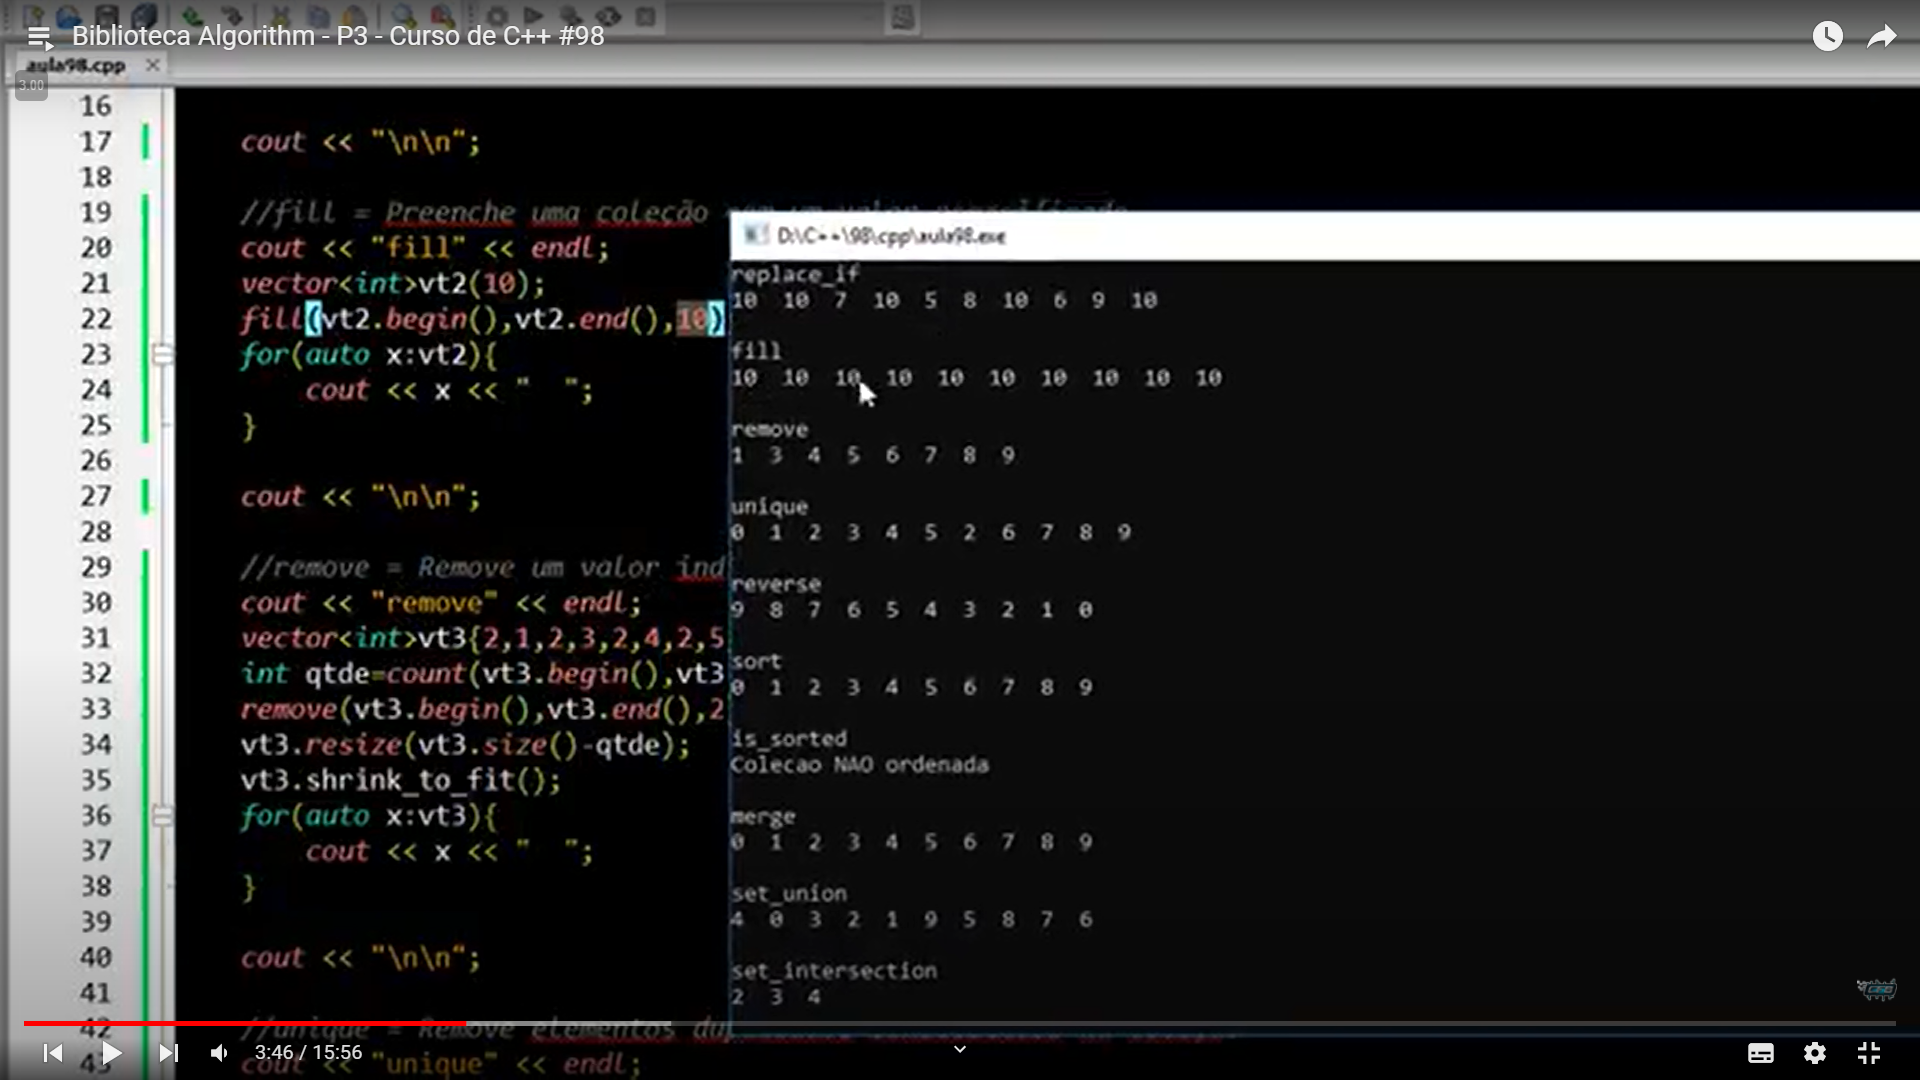 Biblioteca Algorithm - P3 - Curso de C++ #98
aula98.cpp
3.00
16
17 cout << "\n\n";
18
19 //fill = Preenche uma coleção com um valor especificado
20 cout << "fill" << endl;
21 vector<int>vt2(10);
22 fill(vt2.begin(),vt2.end(),10)
23 for(auto x:vt2){
24 cout << x << "  ";
25 }
26
27 cout << "\n\n";
28
29 //remove = Remove um valor ind
30 cout << "remove" << endl;
31 vector<int>vt3{2,1,2,3,2,4,2,5
32 int qtde=count(vt3.begin(),vt3
33 remove(vt3.begin(),vt3.end(),2
34 vt3.resize(vt3.size()-qtde);
35 vt3.shrink_to_fit();
36 for(auto x:vt3){
37 cout << x << "  ";
38 }
39
40 cout << "\n\n";
41
42 //unique = Remove elementos du
43 cout << "unique" << endl;
D:\C++\98\cpp\aula98.exe
replace_if
10 10 7 10 5 8 10 6 9 10
fill
10 10 10 10 10 10 10 10 10 10
remove
1 3 4 5 6 7 8 9
unique
0 1 2 3 4 5 2 6 7 8 9
reverse
9 8 7 6 5 4 3 2 1 0
sort
0 1 2 3 4 5 6 7 8 9
is_sorted
Colecao NAO ordenada
merge
0 1 2 3 4 5 6 7 8 9
set_union
4 0 3 2 1 9 5 8 7 6
set_intersection
2 3 4
3:46 / 15:56